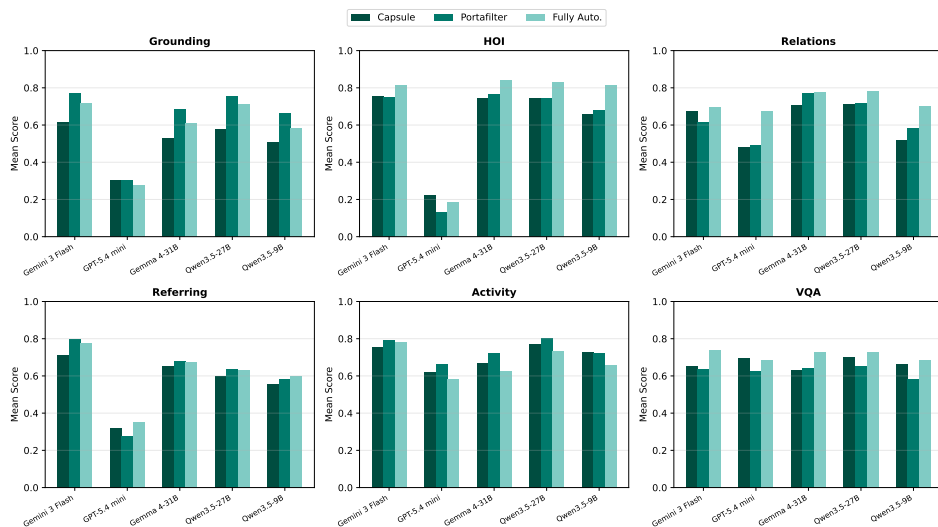 Capsule Portafilter Fully Auto.
Grounding HOI Relations
1.0 1.0 1.0
0.8 0.8 0.8
0.6 0.6 0.6
0.4 0.4 0.4
0.2 0.2 0.2
0.0 0.0 0.0
Mean Score Mean Score Mean Score
Gemini 3 Flash GPT-5.4 mini Gemma 4-31B Qwen3.5-27B Qwen3.5-9B Gemini 3 Flash GPT-5.4 mini Gemma 4-31B Qwen3.5-27B Qwen3.5-9B Gemini 3 Flash GPT-5.4 mini Gemma 4-31B Qwen3.5-27B Qwen3.5-9B
Referring Activity VQA
1.0 1.0 1.0
0.8 0.8 0.8
0.6 0.6 0.6
0.4 0.4 0.4
0.2 0.2 0.2
0.0 0.0 0.0
Mean Score Mean Score Mean Score
Gemini 3 Flash GPT-5.4 mini Gemma 4-31B Qwen3.5-27B Qwen3.5-9B Gemini 3 Flash GPT-5.4 mini Gemma 4-31B Qwen3.5-27B Qwen3.5-9B Gemini 3 Flash GPT-5.4 mini Gemma 4-31B Qwen3.5-27B Qwen3.5-9B